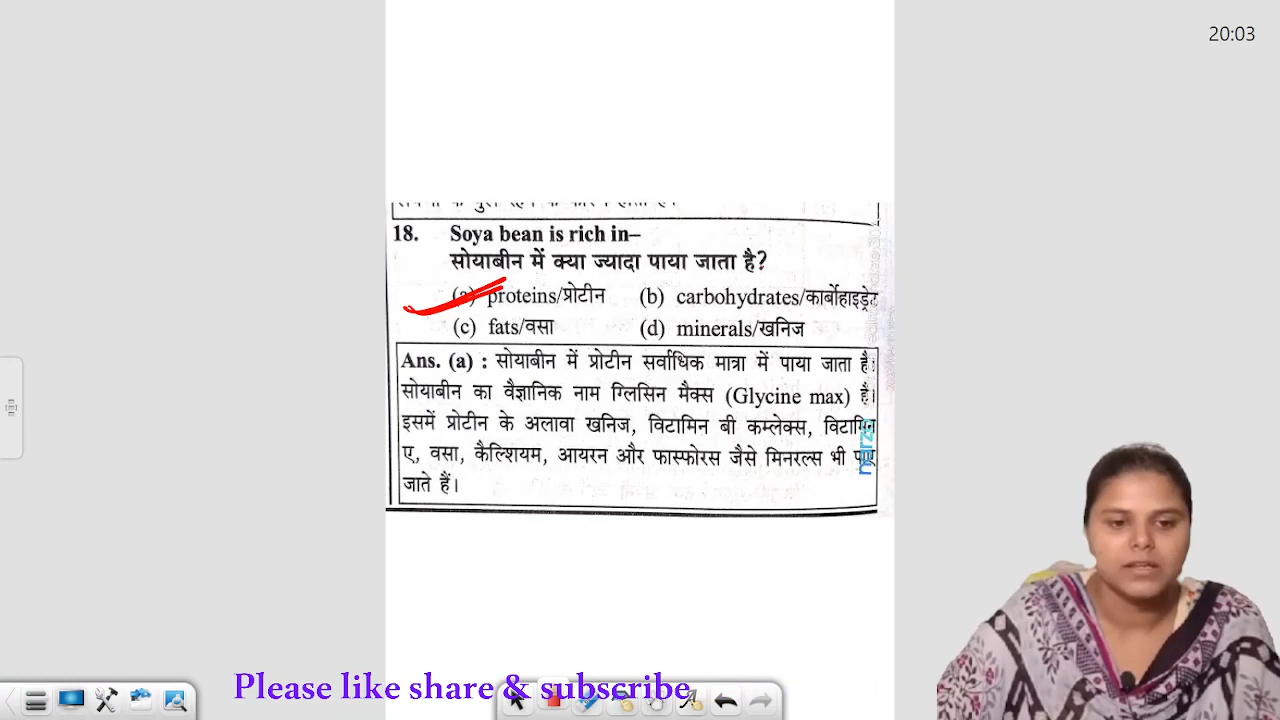 20:03
18. Soya bean is rich in–
सोयाबीन में क्या ज्यादा पाया जाता है?
(a) proteins/प्रोटीन (b) carbohydrates/कार्बोहाइड्रेट
(c) fats/वसा (d) minerals/खनिज
Ans. (a) : सोयाबीन में प्रोटीन सर्वाधिक मात्रा में पाया जाता है।
सोयाबीन का वैज्ञानिक नाम ग्लिसिन मैक्स (Glycine max) है।
इसमें प्रोटीन के अलावा खनिज, विटामिन बी कम्लेक्स, विटामिन
ए, वसा, कैल्शियम, आयरन और फास्फोरस जैसे मिनरल्स भी पाए
जाते हैं।
Please like share & subscribe